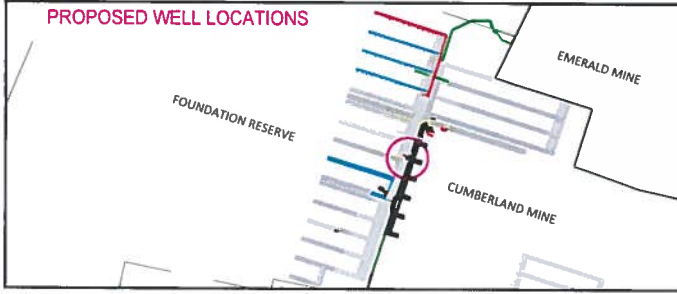 PROPOSED WELL LOCATIONS
EMERALD MINE
FOUNDATION RESERVE
CUMBERLAND MINE